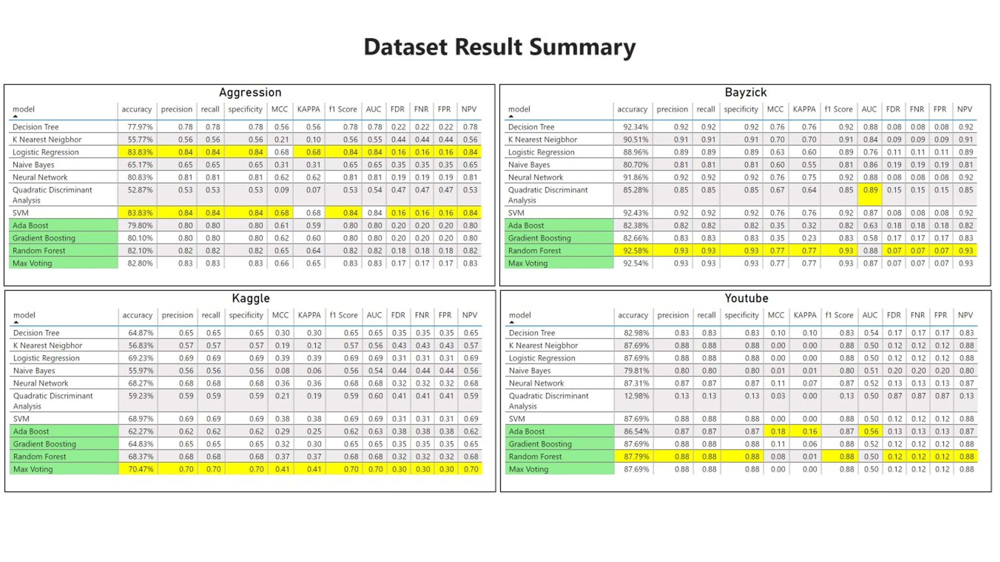 Dataset Result Summary
Aggression
model accuracy precision recall specificity MCC KAPPA f1 Score AUC FDR FNR FPR NPV
Decision Tree 77.97% 0.78 0.78 0.78 0.56 0.56 0.78 0.78 0.22 0.22 0.22 0.78
K Nearest Neigbhor 55.77% 0.56 0.56 0.56 0.21 0.10 0.56 0.55 0.44 0.44 0.44 0.56
Logistic Regression 83.83% 0.84 0.84 0.84 0.68 0.68 0.84 0.84 0.16 0.16 0.16 0.84
Naive Bayes 65.17% 0.65 0.65 0.65 0.31 0.31 0.65 0.65 0.35 0.35 0.35 0.65
Neural Network 80.83% 0.81 0.81 0.81 0.62 0.62 0.81 0.81 0.19 0.19 0.19 0.81
Quadratic Discriminant 52.87% 0.53 0.53 0.53 0.09 0.07 0.53 0.54 0.47 0.47 0.47 0.53
Analysis
SVM 83.83% 0.84 0.84 0.84 0.68 0.68 0.84 0.84 0.16 0.16 0.16 0.84
Ada Boost 79.80% 0.80 0.80 0.80 0.61 0.59 0.80 0.80 0.20 0.20 0.20 0.80
Gradient Boosting 80.10% 0.80 0.80 0.80 0.62 0.60 0.80 0.80 0.20 0.20 0.20 0.80
Random Forest 82.10% 0.82 0.82 0.82 0.65 0.64 0.82 0.82 0.18 0.18 0.18 0.82
Max Voting 82.80% 0.83 0.83 0.83 0.66 0.65 0.83 0.83 0.17 0.17 0.17 0.83
Bayzick
model accuracy precision recall specificity MCC KAPPA f1 Score AUC FDR FNR FPR NPV
Decision Tree 92.34% 0.92 0.92 0.92 0.76 0.76 0.92 0.88 0.08 0.08 0.08 0.92
K Nearest Neigbhor 90.51% 0.91 0.91 0.91 0.70 0.70 0.91 0.84 0.09 0.09 0.09 0.91
Logistic Regression 88.96% 0.89 0.89 0.89 0.63 0.60 0.89 0.76 0.11 0.11 0.11 0.89
Naive Bayes 80.70% 0.81 0.81 0.81 0.60 0.55 0.81 0.86 0.19 0.19 0.19 0.81
Neural Network 91.86% 0.92 0.92 0.92 0.76 0.75 0.92 0.88 0.08 0.08 0.08 0.92
Quadratic Discriminant 85.28% 0.85 0.85 0.85 0.67 0.64 0.85 0.89 0.15 0.15 0.15 0.85
Analysis
SVM 92.43% 0.92 0.92 0.92 0.76 0.76 0.92 0.87 0.08 0.08 0.08 0.92
Ada Boost 82.38% 0.82 0.82 0.82 0.35 0.32 0.82 0.63 0.18 0.18 0.18 0.82
Gradient Boosting 82.66% 0.83 0.83 0.83 0.35 0.23 0.83 0.58 0.17 0.17 0.17 0.83
Random Forest 92.58% 0.93 0.93 0.93 0.77 0.77 0.93 0.88 0.07 0.07 0.07 0.93
Max Voting 92.54% 0.93 0.93 0.93 0.77 0.77 0.93 0.87 0.07 0.07 0.07 0.93
Kaggle
model accuracy precision recall specificity MCC KAPPA f1 Score AUC FDR FNR FPR NPV
Decision Tree 64.87% 0.65 0.65 0.65 0.30 0.30 0.65 0.65 0.35 0.35 0.35 0.65
K Nearest Neigbhor 56.83% 0.57 0.57 0.57 0.19 0.12 0.57 0.56 0.43 0.43 0.43 0.57
Logistic Regression 69.23% 0.69 0.69 0.69 0.39 0.39 0.69 0.69 0.31 0.31 0.31 0.69
Naive Bayes 55.97% 0.56 0.56 0.56 0.08 0.06 0.56 0.54 0.44 0.44 0.44 0.56
Neural Network 68.27% 0.68 0.68 0.68 0.36 0.36 0.68 0.68 0.32 0.32 0.32 0.68
Quadratic Discriminant 59.23% 0.59 0.59 0.59 0.21 0.19 0.59 0.60 0.41 0.41 0.41 0.59
Analysis
SVM 68.97% 0.69 0.69 0.69 0.38 0.38 0.69 0.69 0.31 0.31 0.31 0.69
Ada Boost 62.27% 0.62 0.62 0.62 0.29 0.25 0.62 0.63 0.38 0.38 0.38 0.62
Gradient Boosting 64.83% 0.65 0.65 0.65 0.32 0.30 0.65 0.65 0.35 0.35 0.35 0.65
Random Forest 68.37% 0.68 0.68 0.68 0.37 0.37 0.68 0.68 0.32 0.32 0.32 0.68
Max Voting 70.47% 0.70 0.70 0.70 0.41 0.41 0.70 0.70 0.30 0.30 0.30 0.70
Youtube
model accuracy precision recall specificity MCC KAPPA f1 Score AUC FDR FNR FPR NPV
Decision Tree 82.98% 0.83 0.83 0.83 0.10 0.10 0.83 0.54 0.17 0.17 0.17 0.83
K Nearest Neigbhor 87.69% 0.88 0.88 0.88 0.00 0.00 0.88 0.50 0.12 0.12 0.12 0.88
Logistic Regression 87.69% 0.88 0.88 0.88 0.00 0.00 0.88 0.50 0.12 0.12 0.12 0.88
Naive Bayes 79.81% 0.80 0.80 0.80 0.01 0.01 0.80 0.51 0.20 0.20 0.20 0.80
Neural Network 87.31% 0.87 0.87 0.87 0.11 0.07 0.87 0.52 0.13 0.13 0.13 0.87
Quadratic Discriminant 12.98% 0.13 0.13 0.13 0.03 0.00 0.13 0.50 0.87 0.87 0.87 0.13
Analysis
SVM 87.69% 0.88 0.88 0.88 0.00 0.00 0.88 0.50 0.12 0.12 0.12 0.88
Ada Boost 86.54% 0.87 0.87 0.87 0.18 0.16 0.87 0.56 0.13 0.13 0.13 0.87
Gradient Boosting 87.69% 0.88 0.88 0.88 0.11 0.06 0.88 0.52 0.12 0.12 0.12 0.88
Random Forest 87.79% 0.88 0.88 0.88 0.08 0.01 0.88 0.50 0.12 0.12 0.12 0.88
Max Voting 87.69% 0.88 0.88 0.88 0.00 0.00 0.88 0.50 0.12 0.12 0.12 0.88